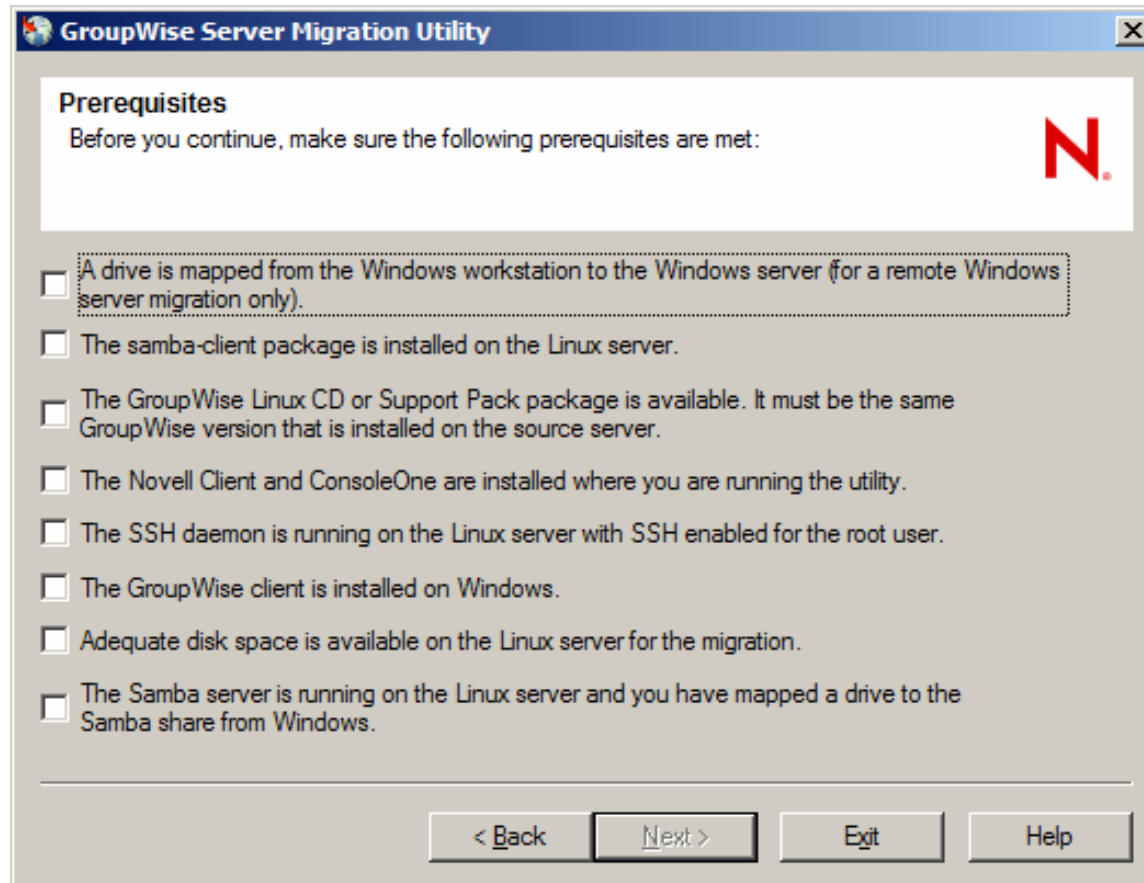 GroupWise Server Migration Utility
Prerequisites
Before you continue, make sure the following prerequisites are met:
N®
A drive is mapped from the Windows workstation to the Windows server (for a remote Windows
server migration only).
The samba-client package is installed on the Linux server.
The GroupWise Linux CD or Support Pack package is available. It must be the same
GroupWise version that is installed on the source server.
The Novell Client and ConsoleOne are installed where you are running the utility.
The SSH daemon is running on the Linux server with SSH enabled for the root user.
The GroupWise client is installed on Windows.
Adequate disk space is available on the Linux server for the migration.
The Samba server is running on the Linux server and you have mapped a drive to the
Samba share from Windows.
< Back Next > Exit Help